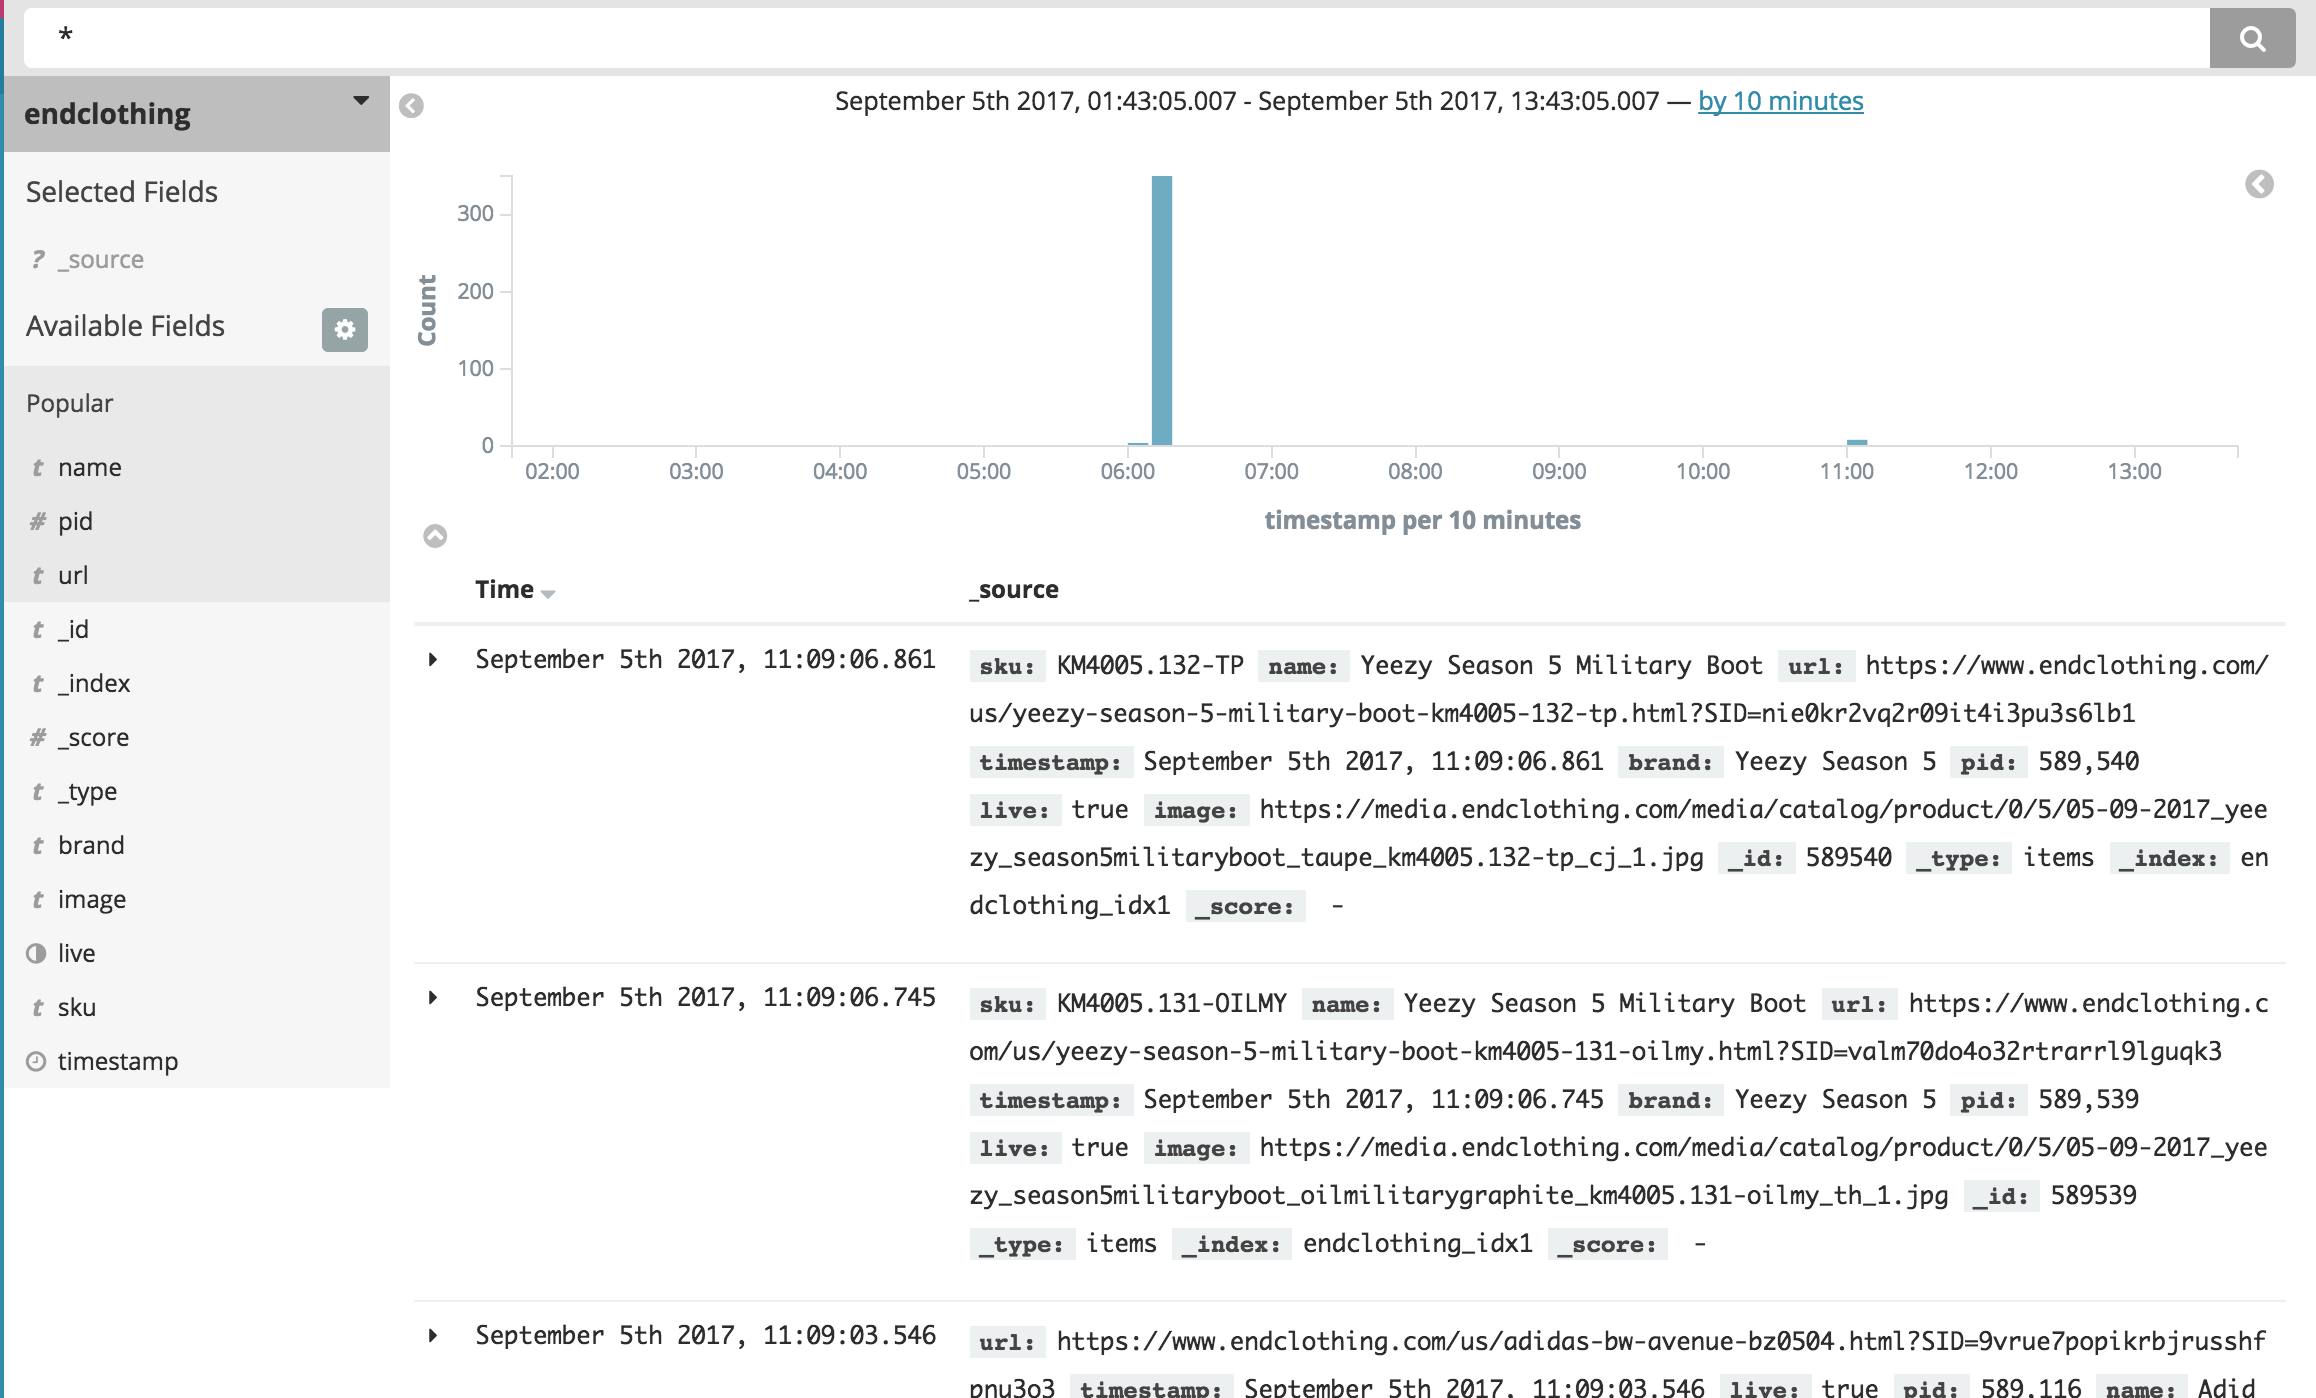 *
endclothing
Selected Fields
? _source
Available Fields
Popular
t name
# pid
t url
t _id
t _index
# _score
t _type
t brand
t image
live
t sku
timestamp
September 5th 2017, 01:43:05.007 - September 5th 2017, 13:43:05.007 — by 10 minutes
Count
300
200
100
0
02:00 03:00 04:00 05:00 06:00 07:00 08:00 09:00 10:00 11:00 12:00 13:00
timestamp per 10 minutes
Time _source
September 5th 2017, 11:09:06.861 sku: KM4005.132-TP name: Yeezy Season 5 Military Boot url: https://www.endclothing.com/
us/yeezy-season-5-military-boot-km4005-132-tp.html?SID=nie0kr2vq2r09it4i3pu3s6lb1
timestamp: September 5th 2017, 11:09:06.861 brand: Yeezy Season 5 pid: 589,540
live: true image: https://media.endclothing.com/media/catalog/product/0/5/05-09-2017_yee
zy_season5militaryboot_taupe_km4005.132-tp_cj_1.jpg _id: 589540 _type: items _index: en
dclothing_idx1 _score: -
September 5th 2017, 11:09:06.745 sku: KM4005.131-OILMY name: Yeezy Season 5 Military Boot url: https://www.endclothing.c
om/us/yeezy-season-5-military-boot-km4005-131-oilmy.html?SID=valm70do4o32rtrarrl9lguqk3
timestamp: September 5th 2017, 11:09:06.745 brand: Yeezy Season 5 pid: 589,539
live: true image: https://media.endclothing.com/media/catalog/product/0/5/05-09-2017_yee
zy_season5militaryboot_oilmilitarygraphite_km4005.131-oilmy_th_1.jpg _id: 589539
_type: items _index: endclothing_idx1 _score: -
September 5th 2017, 11:09:03.546 url: https://www.endclothing.com/us/adidas-bw-avenue-bz0504.html?SID=9vrue7popikrbjrusshf
pnu3o3 timestamp: September 5th 2017, 11:09:03.546 live: true pid: 589,116 name: Adid